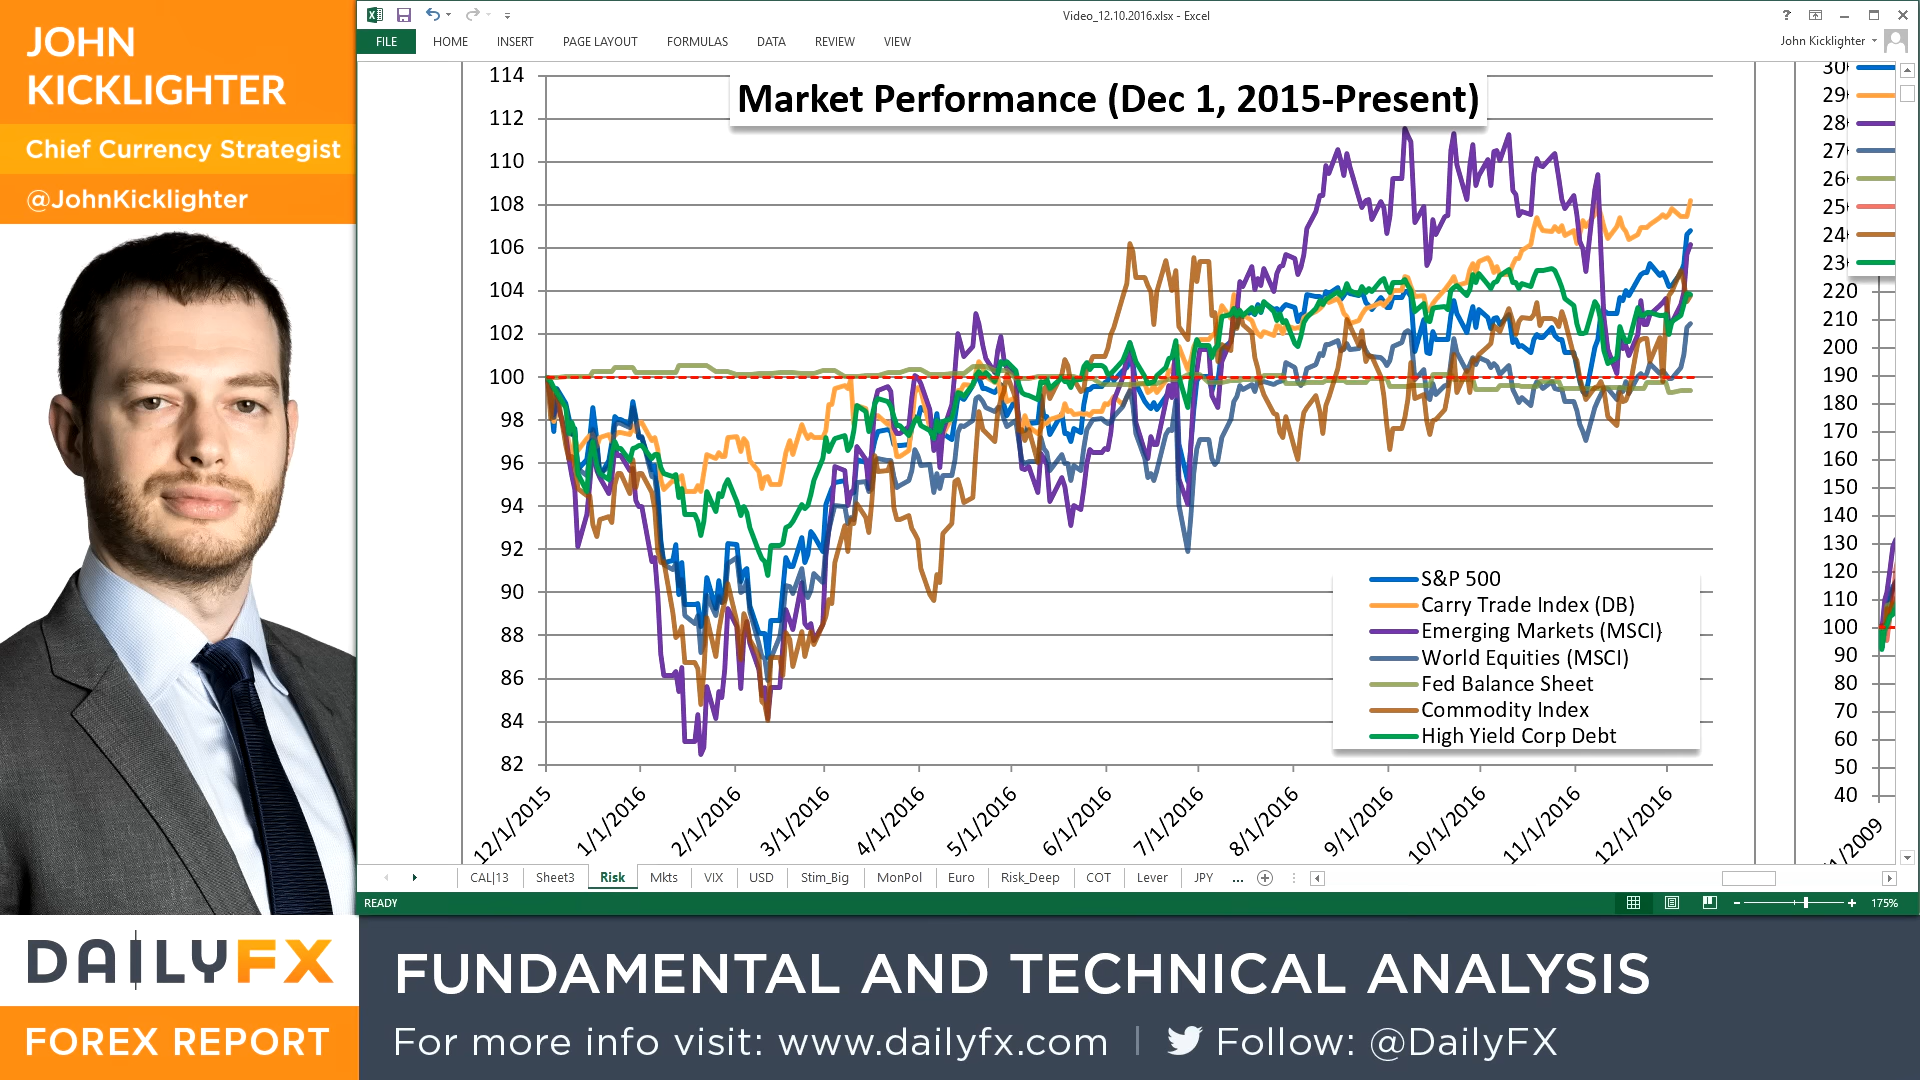 JOHN
KICKLIGHTER
Chief Currency Strategist
@JohnKicklighter
Video_12.10.2016.xlsx - Excel
?
FILE HOME INSERT PAGE LAYOUT FORMULAS DATA REVIEW VIEW
John Kicklighter
Market Performance (Dec 1, 2015-Present)
114
112
110
108
106
104
102
100
98
96
94
92
90
88
86
84
82
12/1/2015
1/1/2016
2/1/2016
3/1/2016
4/1/2016
5/1/2016
6/1/2016
7/1/2016
8/1/2016
9/1/2016
10/1/2016
11/1/2016
12/1/2016
S&P 500
Carry Trade Index (DB)
Emerging Markets (MSCI)
World Equities (MSCI)
Fed Balance Sheet
Commodity Index
High Yield Corp Debt
220
210
200
190
180
170
160
150
140
130
120
110
100
90
80
70
60
50
40
CAL|13 Sheet3 Risk Mkts VIX USD Stim_Big MonPol Euro Risk_Deep COT Lever JPY ...
READY
175%
DAILYFX
FOREX REPORT
FUNDAMENTAL AND TECHNICAL ANALYSIS
For more info visit: www.dailyfx.com | Follow: @DailyFX